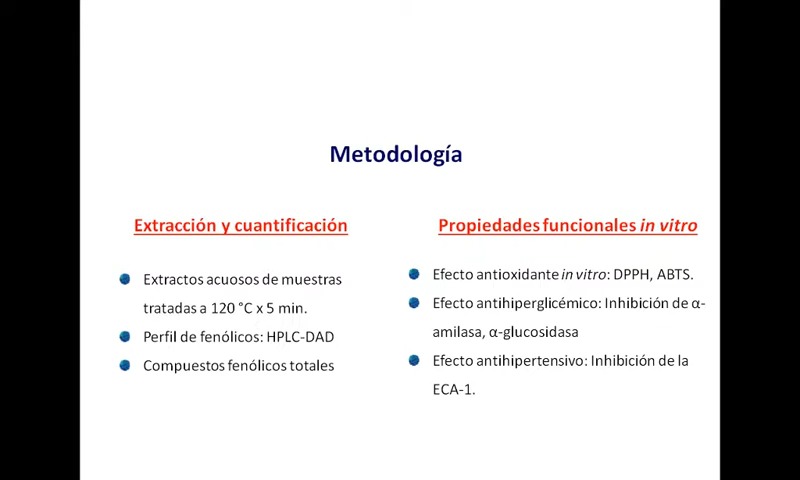 Metodología
Extracción y cuantificación
Extractos acuosos de muestras
tratadas a 120 °C x 5 min.
Perfil de fenólicos: HPLC-DAD
Compuestos fenólicos totales
Propiedades funcionales in vitro
Efecto antioxidante in vitro: DPPH, ABTS.
Efecto antihiperglicémico: Inhibición de α-
amilasa, α-glucosidasa
Efecto antihipertensivo: Inhibición de la
ECA-1.